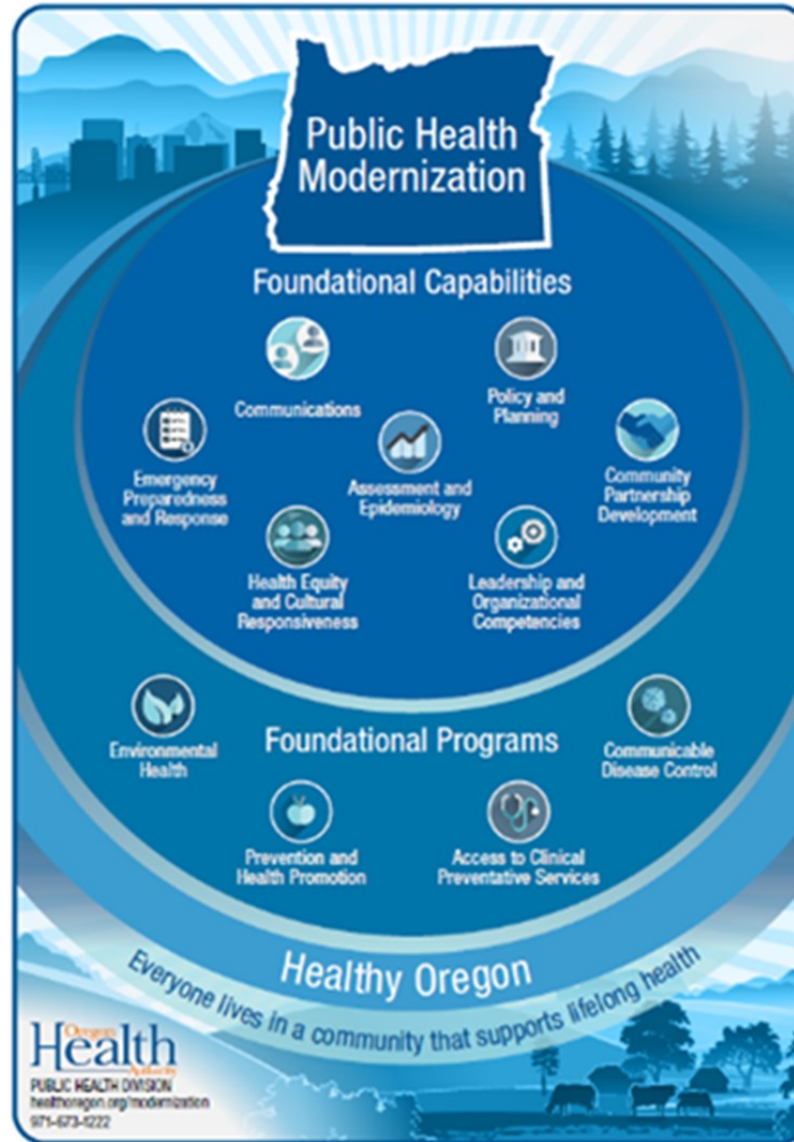 Public Health
Modernization
Foundational Capabilities
Communications
Policy and
Planning
Emergency
Preparedness
and Response
Assessment and
Epidemiology
Community
Partnership
Development
Health Equity
and Cultural
Responsiveness
Leadership and
Organizational
Competencies
Environmental
Health
Foundational Programs
Communicable
Disease Control
Prevention and
Health Promotion
Access to Clinical
Preventative Services
Healthy Oregon
Everyone lives in a community that supports lifelong health
Oregon
Health
Authority
PUBLIC HEALTH DIVISION
healthoregon.org/modernization
971-673-1222